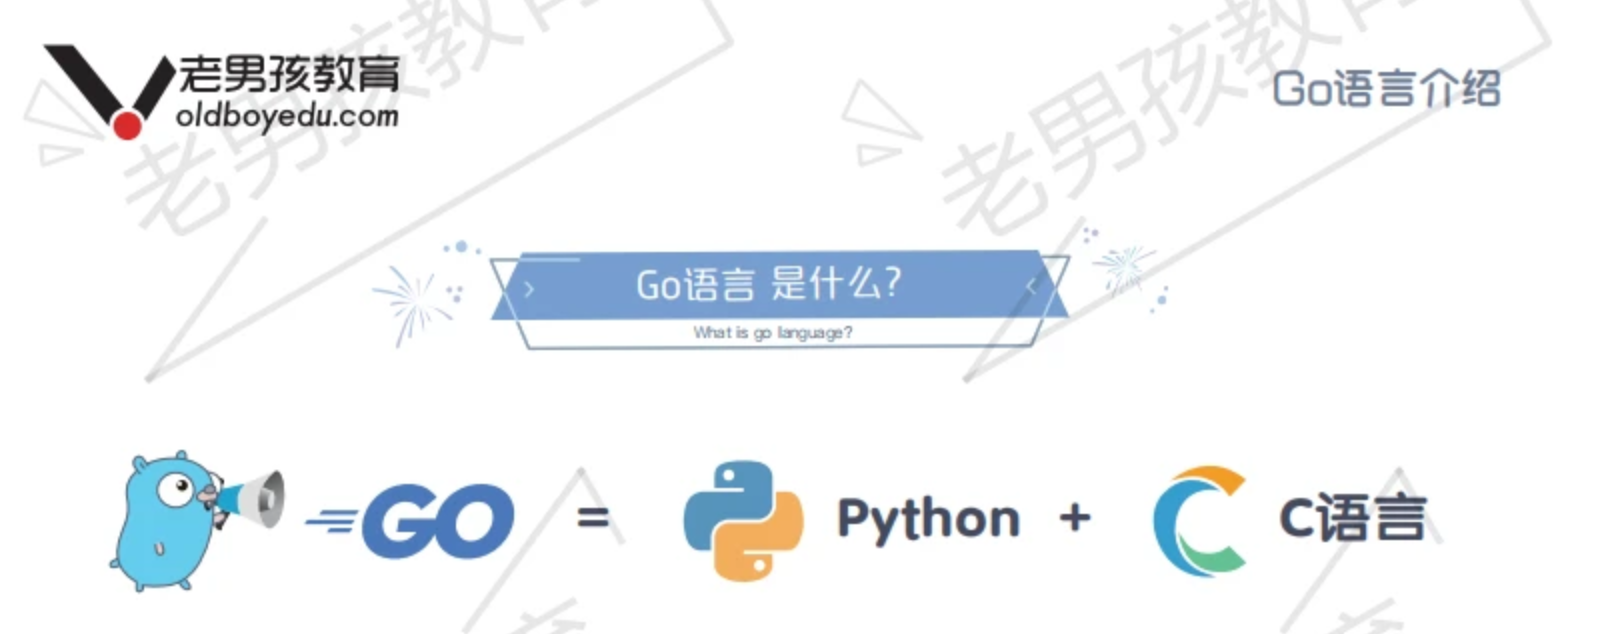 老男孩教育
oldboyedu.com
Go语言介绍
Go语言 是什么?
What is go language?
GO = Python + C语言
老男孩教育
老男孩教育